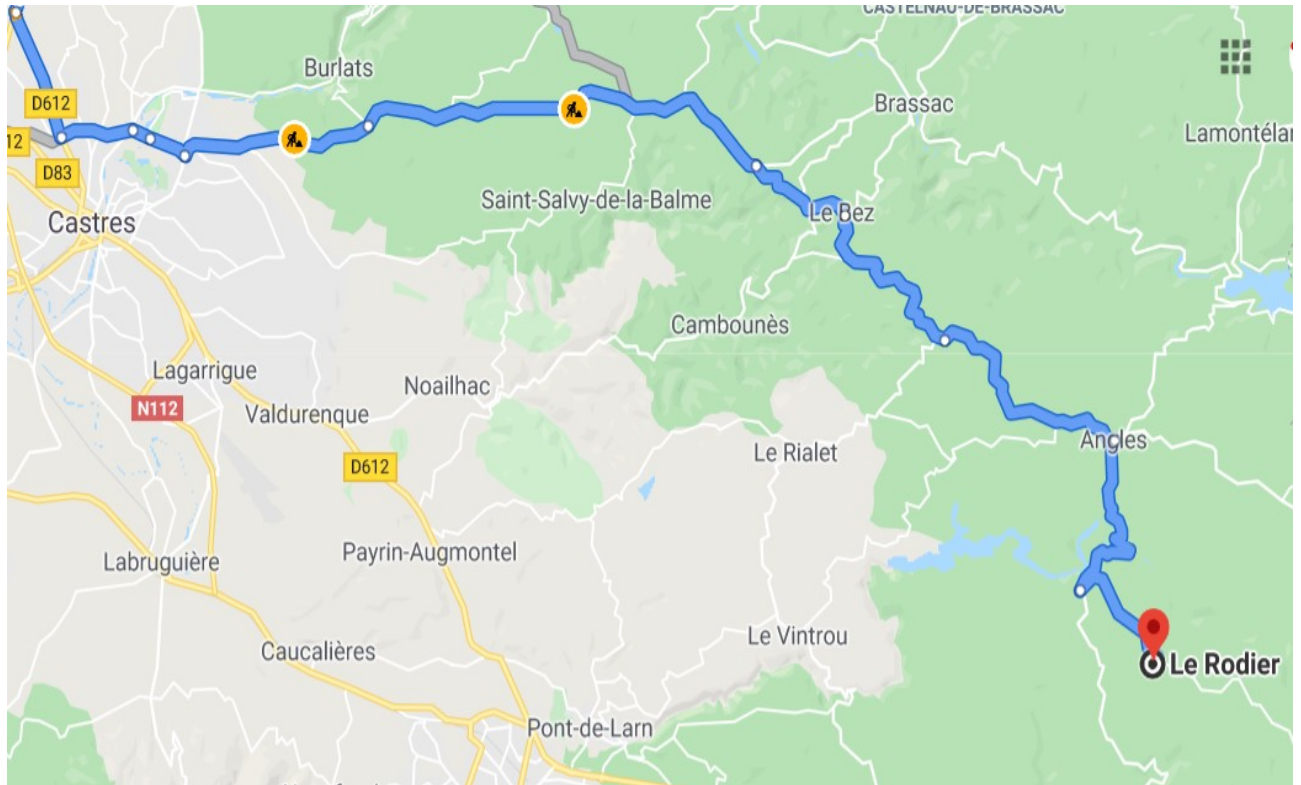 CASTELNAU-DE-BRASSAC
Burlats
D612
Brassac
Lamontélar
12
D83
Saint-Salvy-de-la-Balme
Castres
Le Bez
Cambounès
Lagarrigue
Noailhac
N112
Valdurenque
Angles
Le Rialet
D612
Payrin-Augmontel
Labruguière
Le Vintrou
Caucalières
Le Rodier
Pont-de-Larn